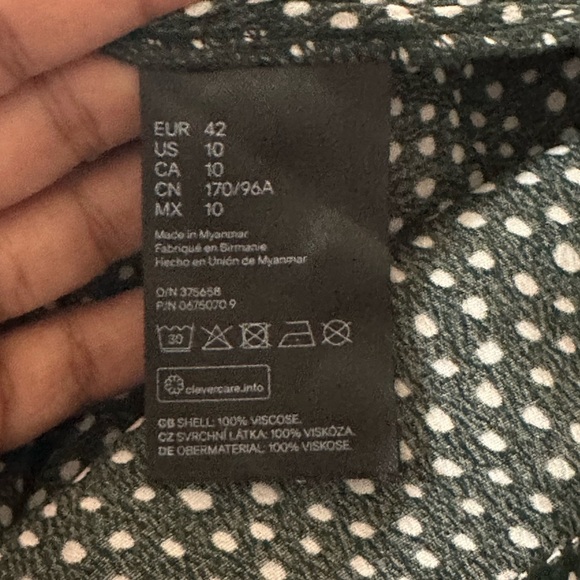 EUR 42
US 10
CA 10
CN 170/96A
MX 10
Made in Myanmar
Fabriqué en Birmanie
Hecho en Unión de Myanmar
O/N 375658
P/N 0675070 9
30
clevercare.info
GB SHELL: 100% VISCOSE.
CZ SVRCHNÍ LÁTKA: 100% VISKÓZA.
DE OBERMATERIAL: 100% VISKOSE.